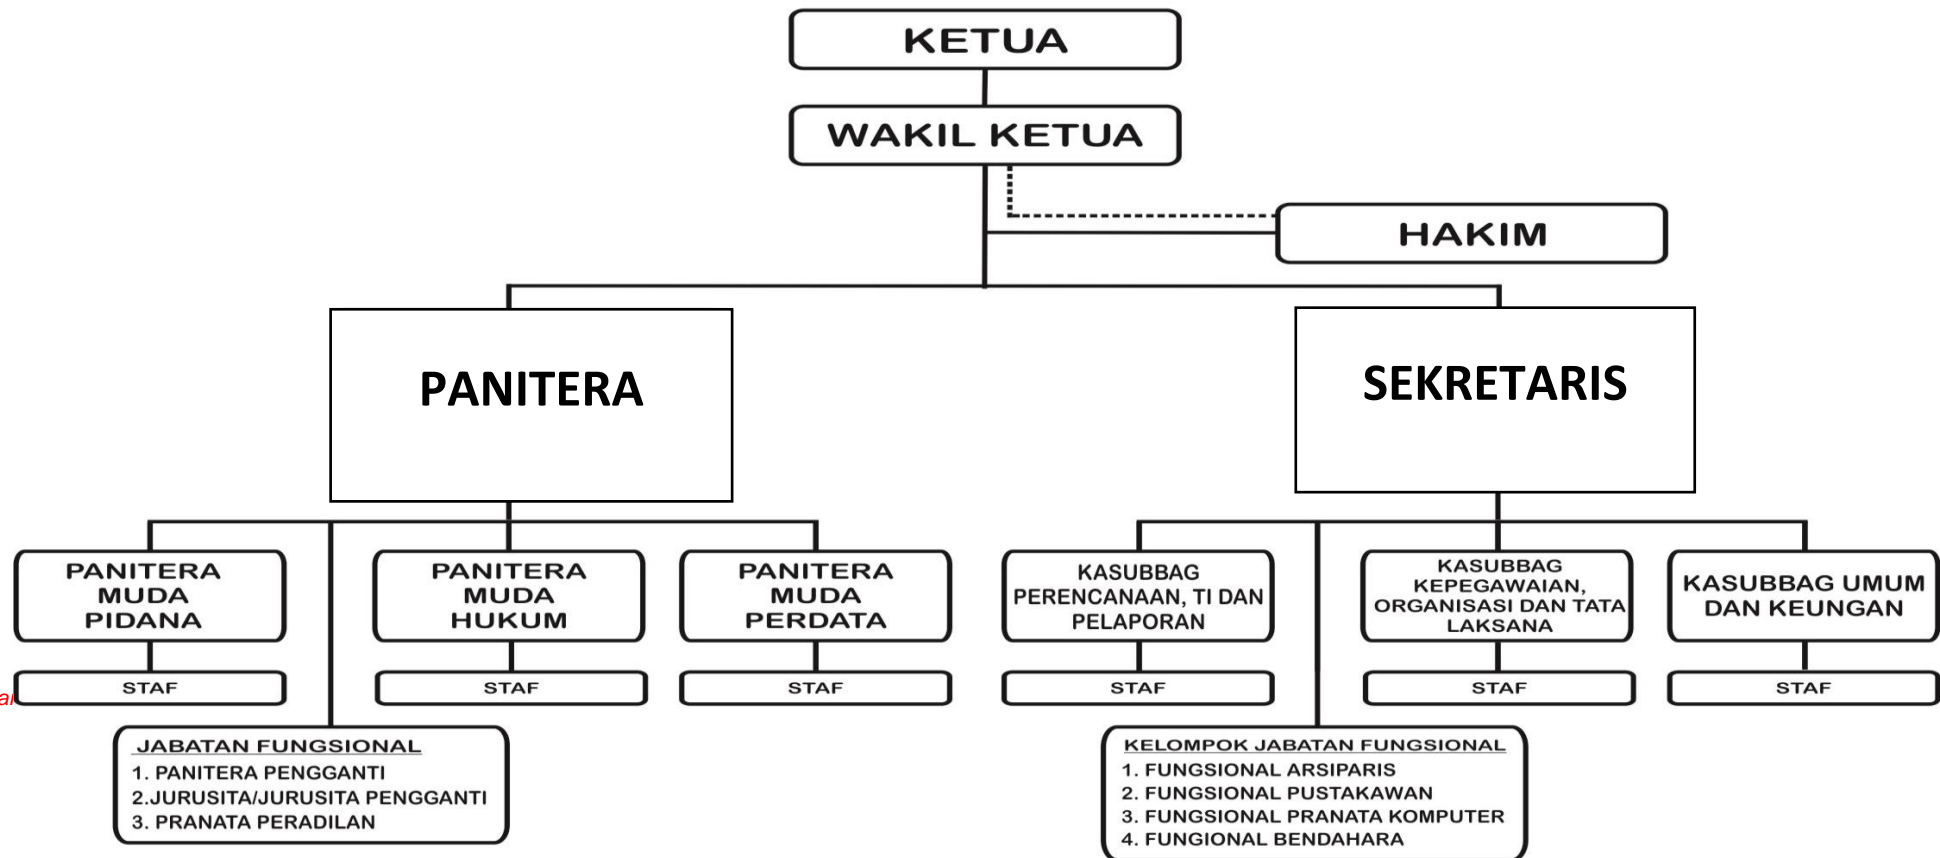 KETUA
WAKIL KETUA
HAKIM
PANITERA
SEKRETARIS
PANITERA
MUDA
PIDANA
STAF
PANITERA
MUDA
HUKUM
STAF
PANITERA
MUDA
PERDATA
STAF
JABATAN FUNGSIONAL
1. PANITERA PENGGANTI
2.JURUSITA/JURUSITA PENGGANTI
3. PRANATA PERADILAN
KASUBBAG
PERENCANAAN, TI DAN
PELAPORAN
STAF
KASUBBAG
KEPEGAWAIAN,
ORGANISASI DAN TATA
LAKSANA
STAF
KASUBBAG UMUM
DAN KEUNGAN
STAF
KELOMPOK JABATAN FUNGSIONAL
1. FUNGSIONAL ARSIPARIS
2. FUNGSIONAL PUSTAKAWAN
3. FUNGSIONAL PRANATA KOMPUTER
4. FUNGIONAL BENDAHARA